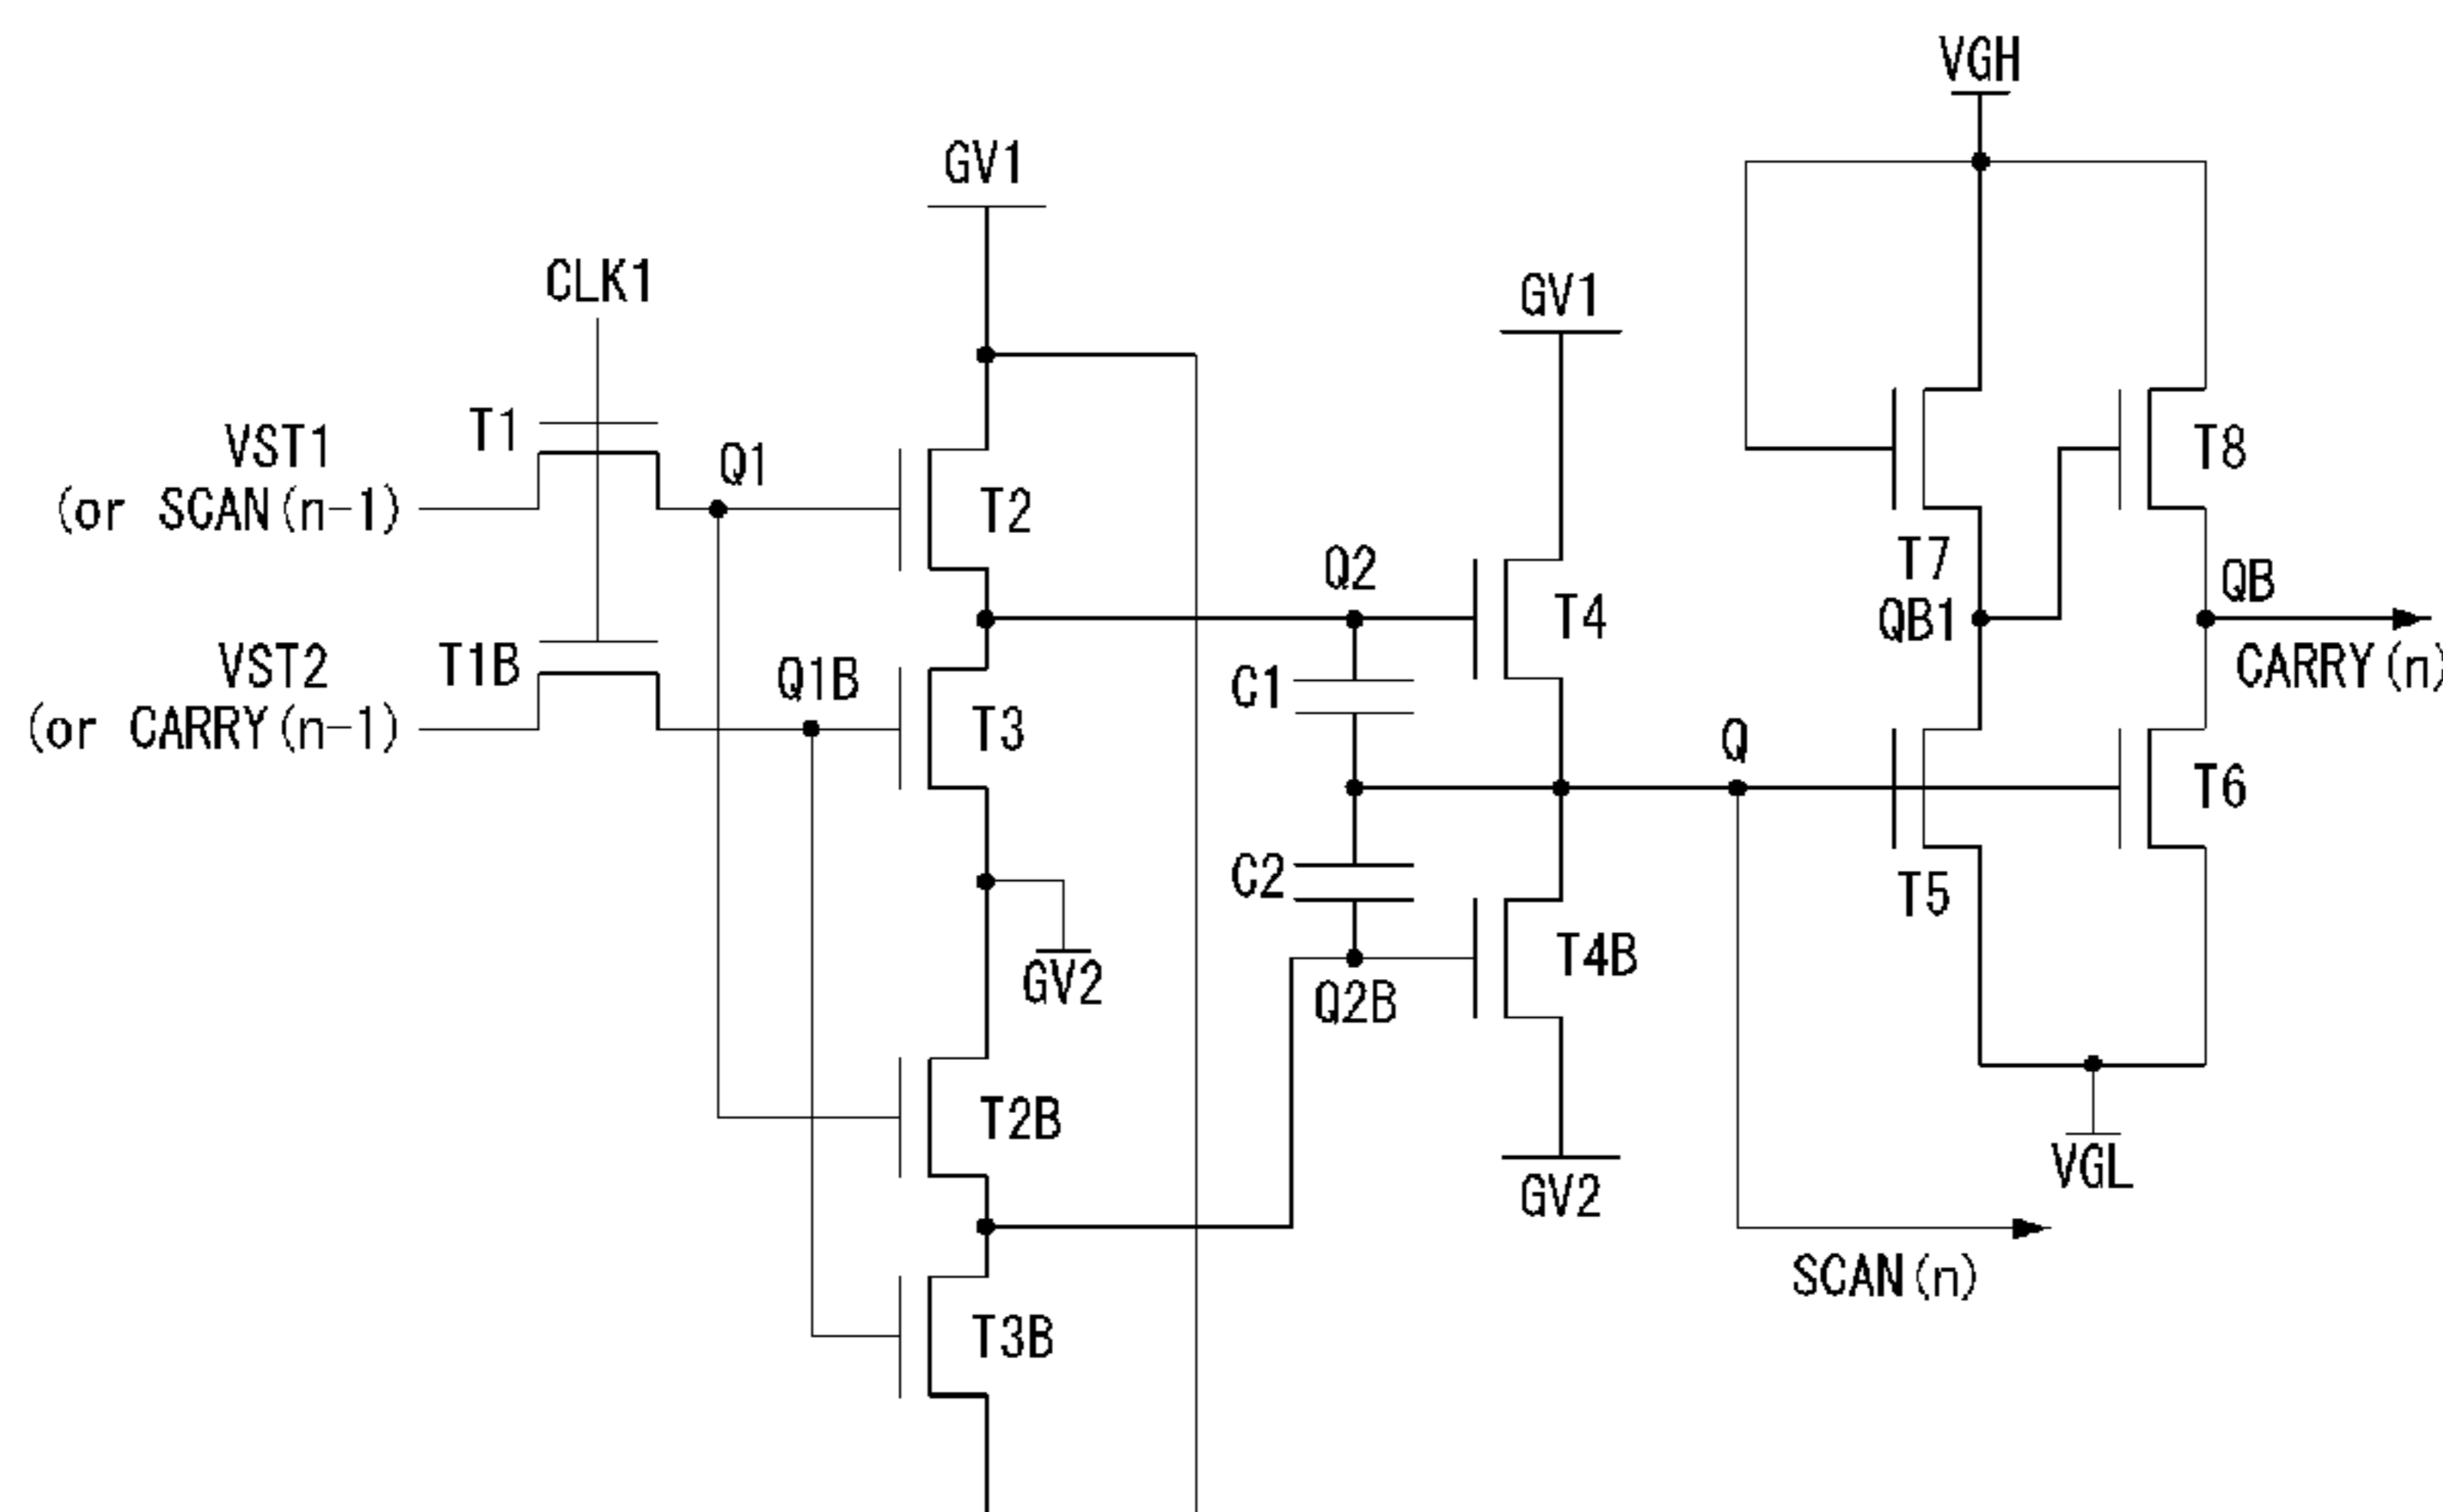 VGH
GV1
CLK1
GV1
T1
VST1
(or SCAN(n-1)
Q1
T2
T8
Q2
T4
T7
QB1
QB
CARRY(n)
VST2
(or CARRY(n-1)
T1B
Q1B
T3
C1
Q
T6
C2
T5
GV2
T4B
Q2B
T2B
VGL
GV2
SCAN(n)
T3B